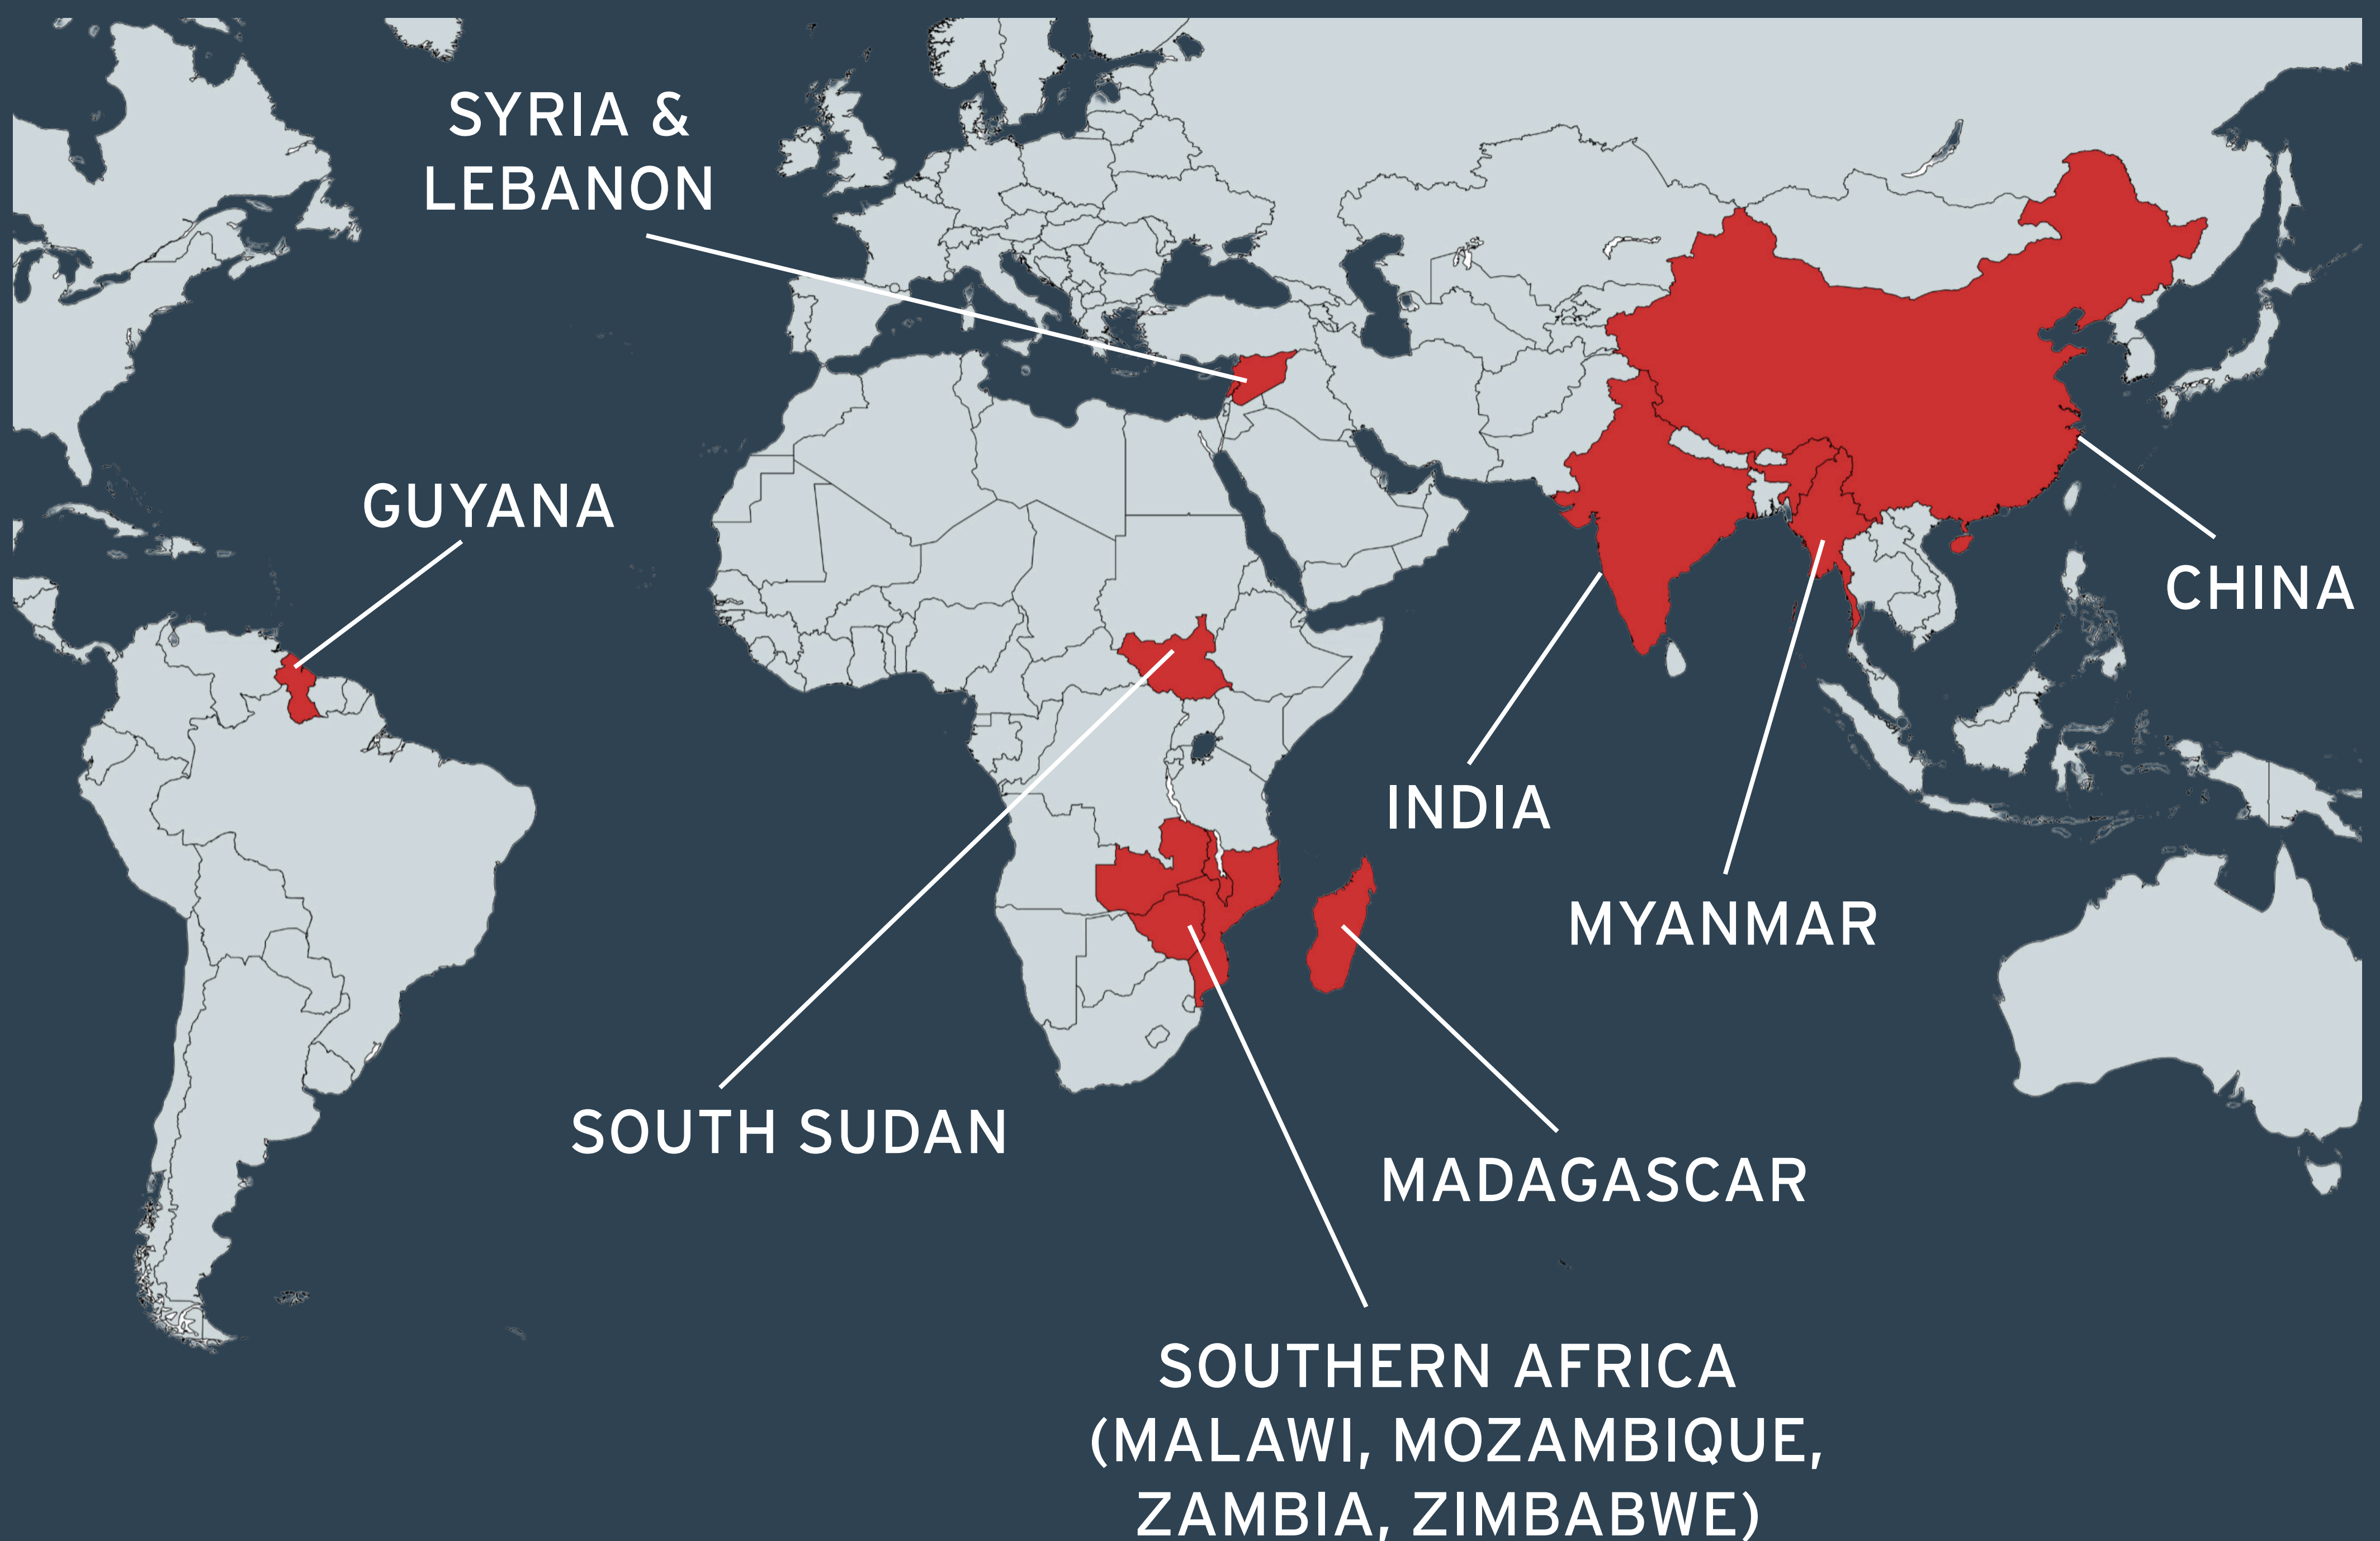 SYRIA &
LEBANON
GUYANA
CHINA
INDIA
MYANMAR
SOUTH SUDAN
MADAGASCAR
SOUTHERN AFRICA
(MALAWI, MOZAMBIQUE,
ZAMBIA, ZIMBABWE)